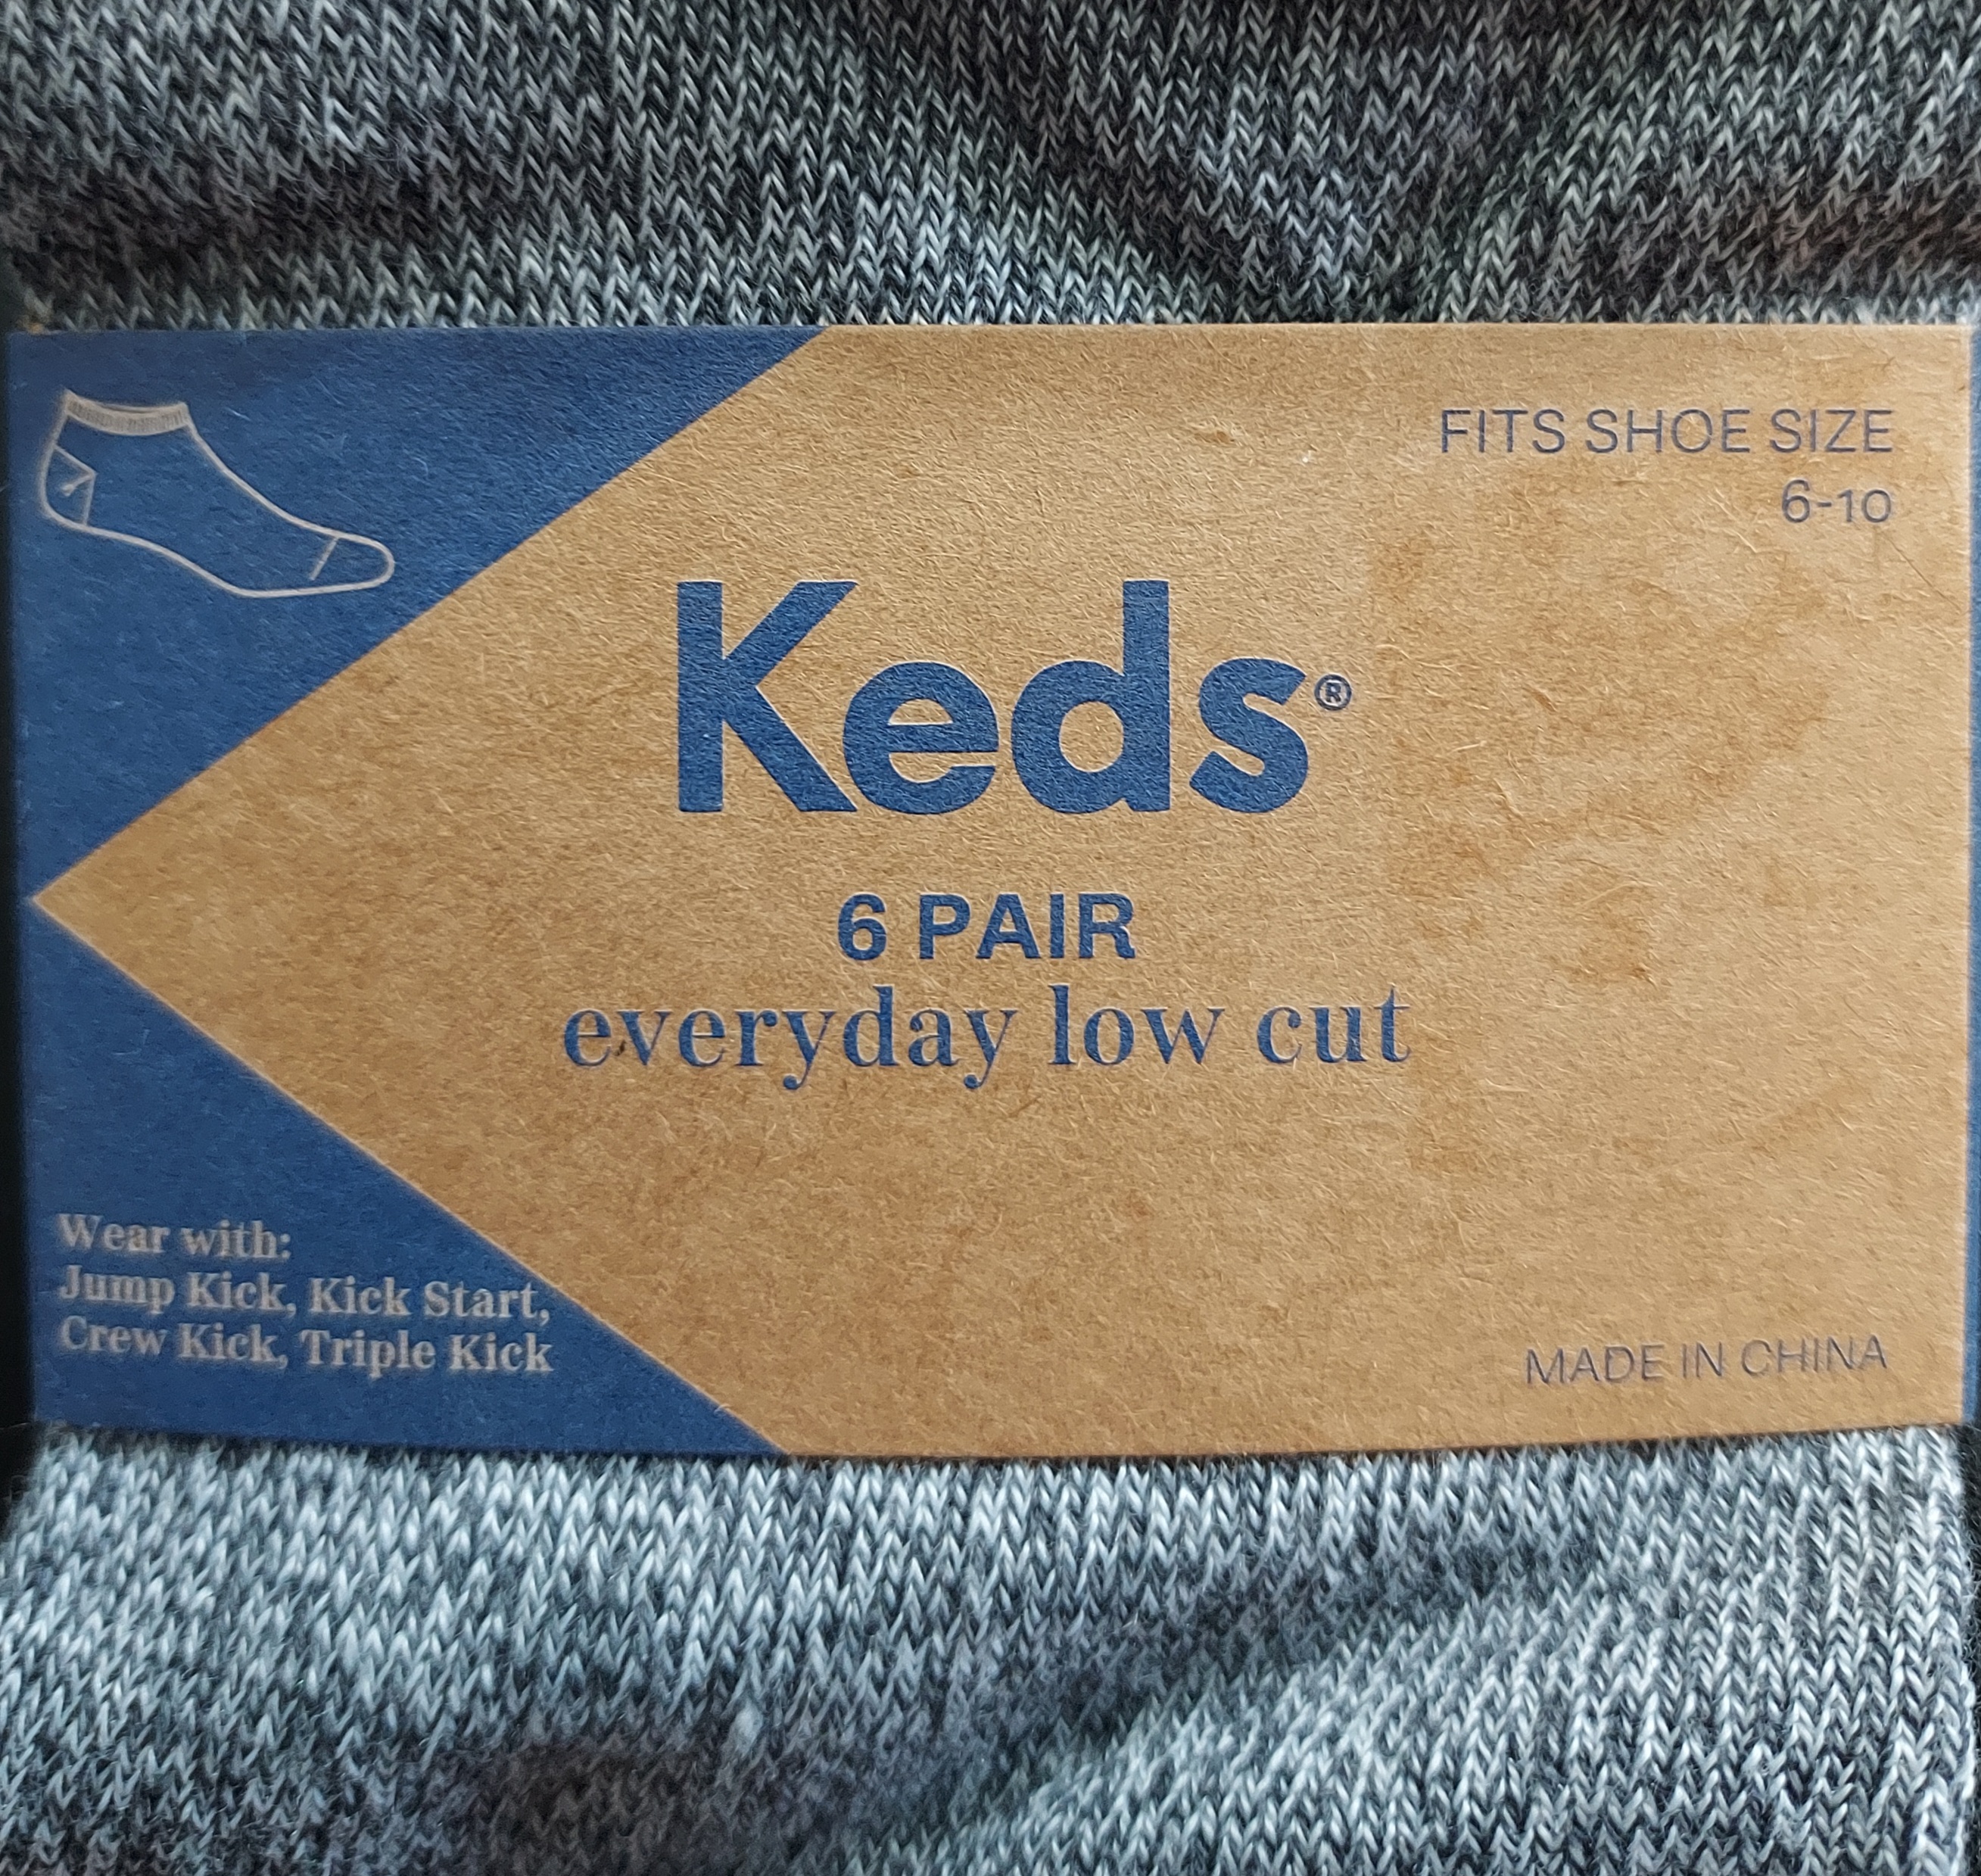 FITS SHOE SIZE
6-10
Keds®
6 PAIR
everyday low cut
Wear with:
Jump Kick, Kick Start,
Crew Kick, Triple Kick
MADE IN CHINA